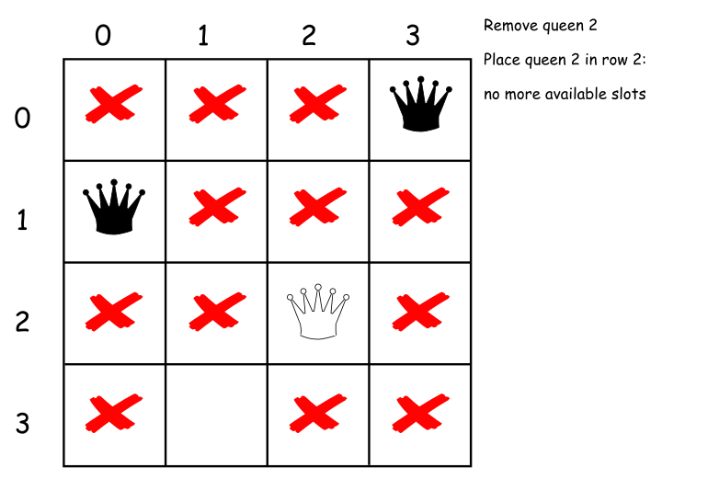 0 1 2 3
Remove queen 2
Place queen 2 in row 2:
no more available slots
0
1
2
3